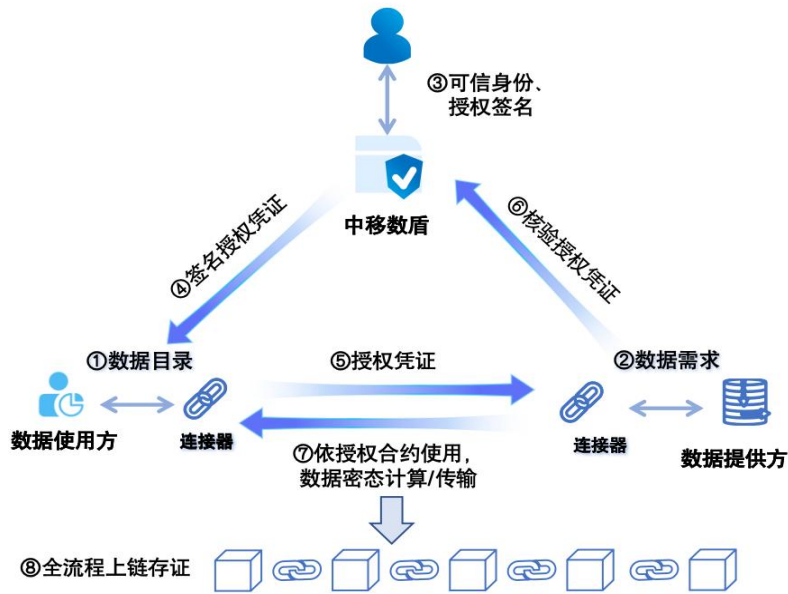 ③可信身份、
授权签名
中移数盾
④签名授权凭证
⑥核验授权凭证
①数据目录
⑤授权凭证
②数据需求
数据使用方
连接器
连接器
数据提供方
⑦依授权合约使用，
数据密态计算/传输
⑧全流程上链存证